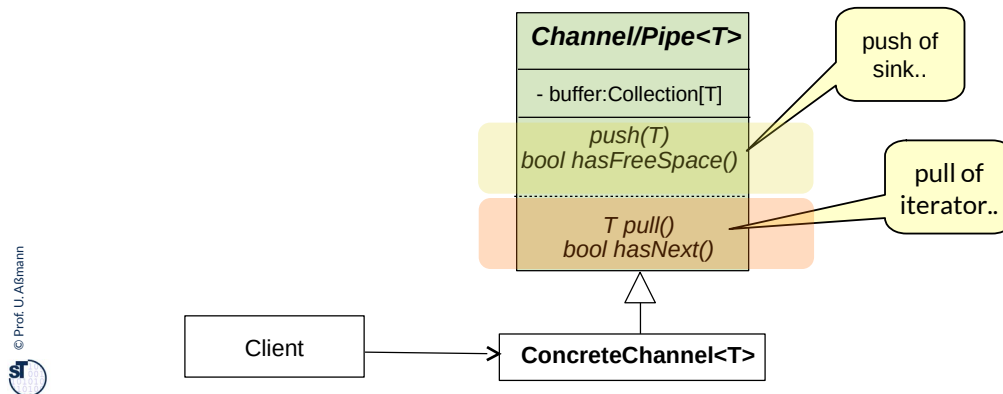 Channel/Pipe<T>
- buffer:Collection[T]
push(T)
bool hasFreeSpace()
T pull()
bool hasNext()
push of
sink..
pull of
iterator..
Client
ConcreteChannel<T>
© Prof. U. Aßmann
ST